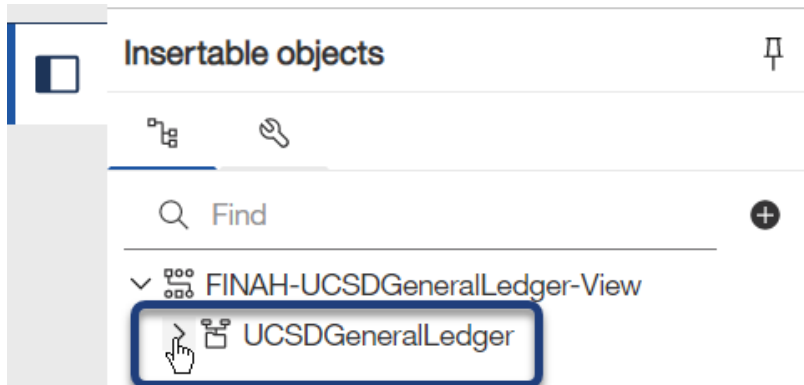 Insertable objects
Find
FINAH-UCSDGeneralLedger-View
UCSDGeneralLedger